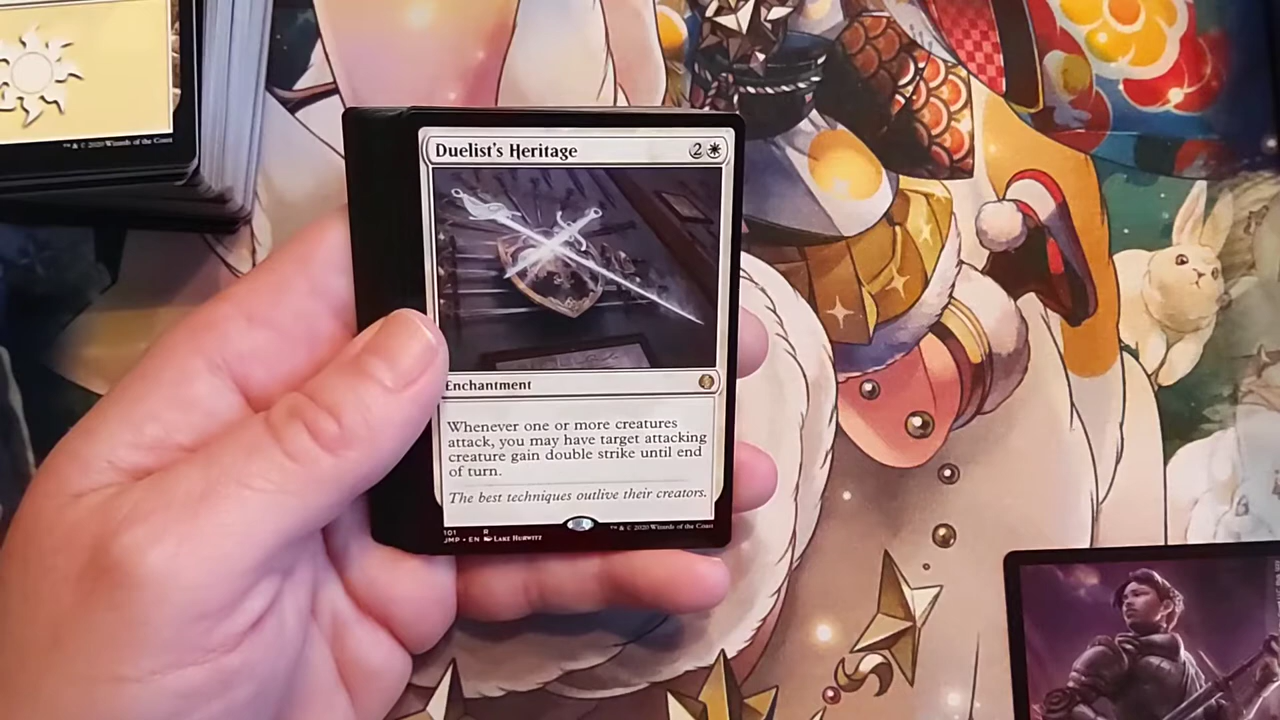 ™ & © 2020 Wizards of the Coast
Duelist's Heritage 2
Enchantment
Whenever one or more creatures
attack, you may have target attacking
creature gain double strike until end
of turn.
The best techniques outlive their creators.
101 R
JMP • EN Lake Hurwitz
™ & © 2020 Wizards of the Coast